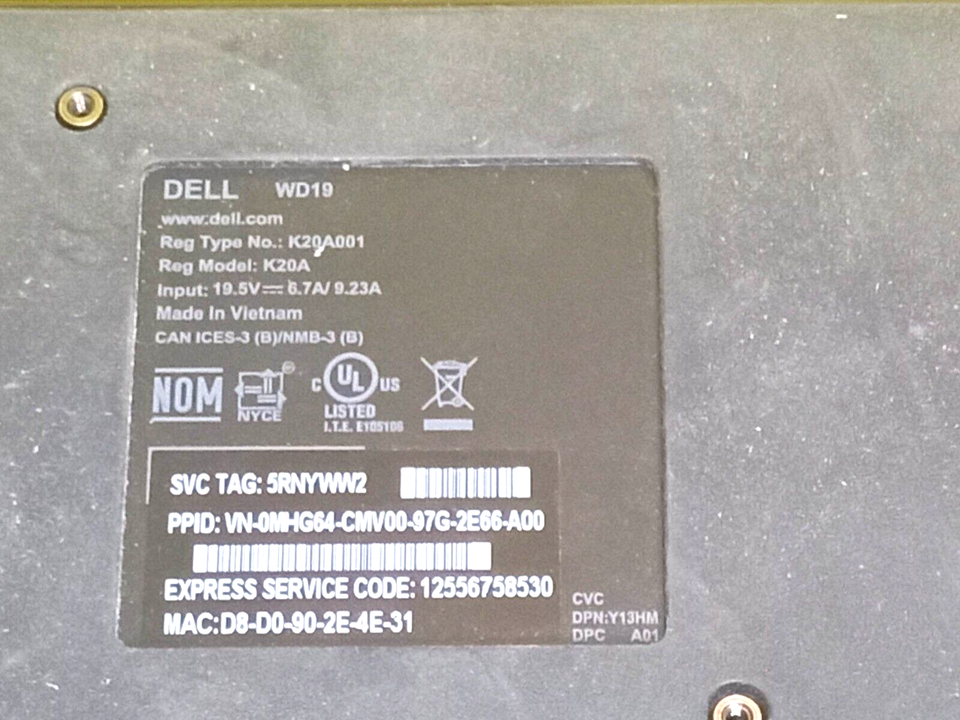 DELL WD19
www.dell.com
Reg Type No.: K20A001
Reg Model: K20A
Input: 19.5V⎓ 6.7A/ 9.23A
Made In Vietnam
CAN ICES-3 (B)/NMB-3 (B)
NOM
NYCE
C UL US
LISTED
I.T.E. E105106
SVC TAG: 5RNYWW2
PPID: VN-0MHG64-CMV00-97G-2E66-A00
EXPRESS SERVICE CODE: 12556758530
MAC:D8-D0-90-2E-4E-31
CVC
DPN:Y13HM
DPC A01